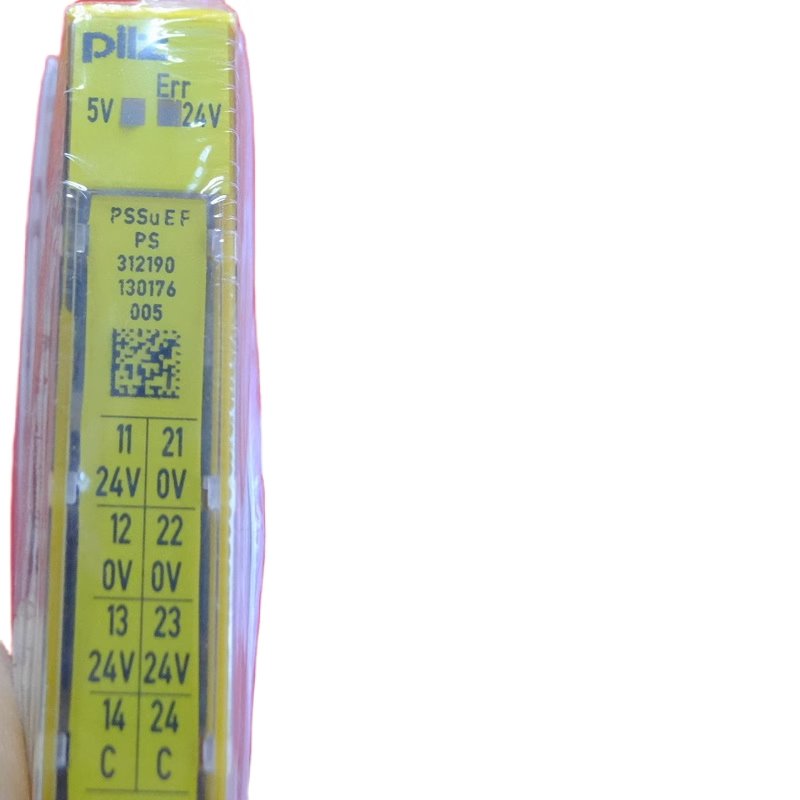 pilz
Err
5V 24V
PSSu E F
PS
312190
130176
005
11 21
24V 0V
12 22
0V 0V
13 23
24V 24V
14 24
C C